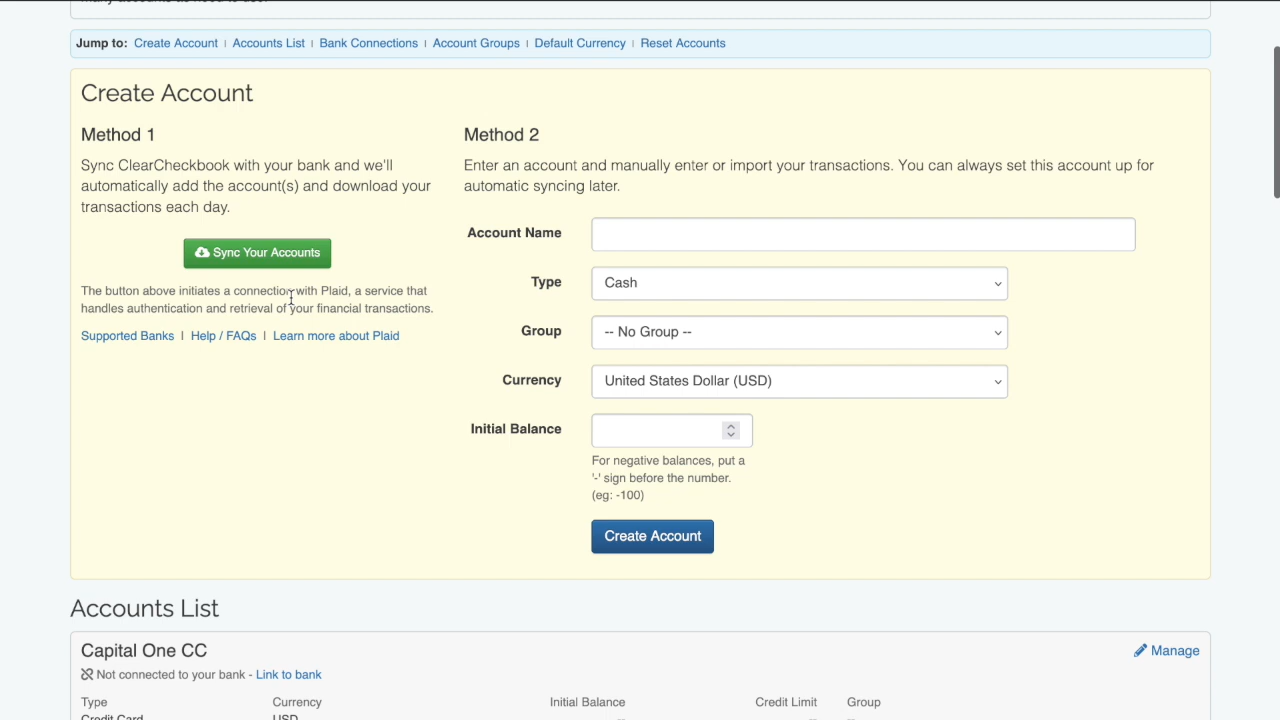 Jump to: Create Account | Accounts List | Bank Connections | Account Groups | Default Currency | Reset Accounts
Create Account
Method 1
Sync ClearCheckbook with your bank and we'll
automatically add the account(s) and download your
transactions each day.
Sync Your Accounts
The button above initiates a connection with Plaid, a service that
handles authentication and retrieval of your financial transactions.
Supported Banks | Help / FAQs | Learn more about Plaid
Method 2
Enter an account and manually enter or import your transactions. You can always set this account up for
automatic syncing later.
Account Name
Type Cash
Group -- No Group --
Currency United States Dollar (USD)
Initial Balance
For negative balances, put a
'-' sign before the number.
(eg: -100)
Create Account
Accounts List
Capital One CC Manage
Not connected to your bank - Link to bank
Type Currency Initial Balance Credit Limit Group
Credit Card USD -- -- --